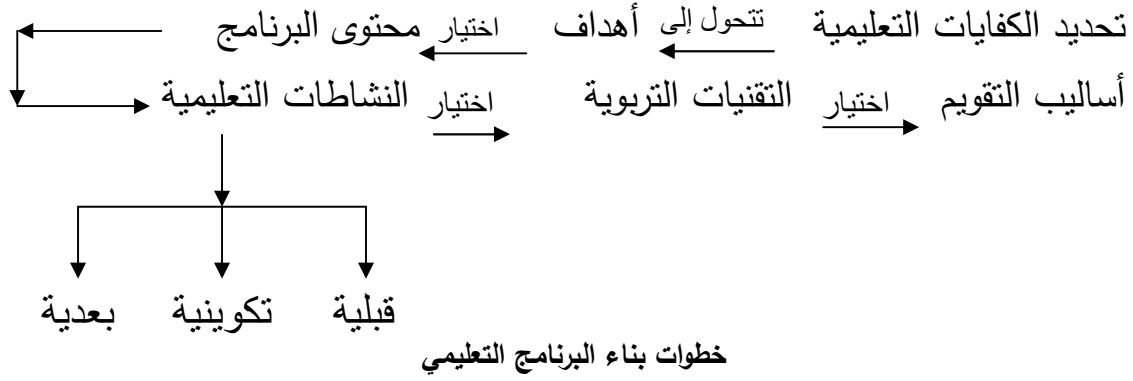 تحديد الكفايات التعليمية تتحول إلى أهداف اختيار محتوى البرنامج
أساليب التقويم اختيار التقنيات التربوية اختيار النشاطات التعليمية
قبلية تكوينية بعدية
خطوات بناء البرنامج التعليمي